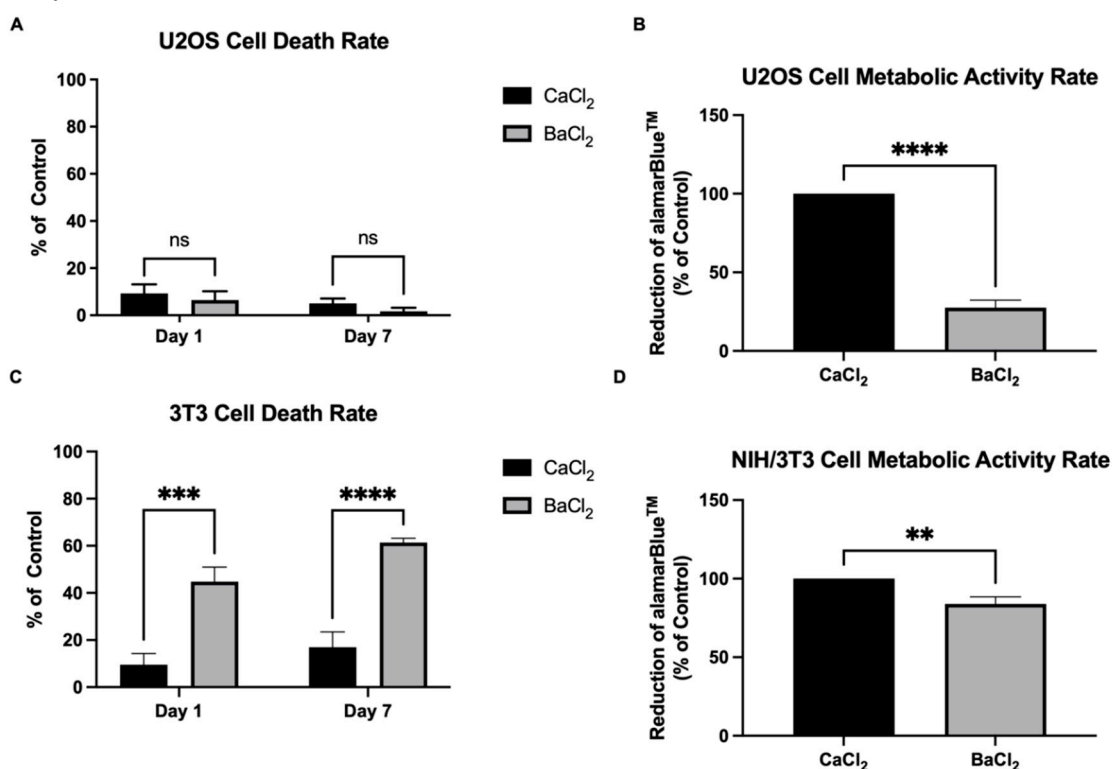 A
U2OS Cell Death Rate
% of Control
100
80
60
40
20
0
ns
ns
Day 1
Day 7
CaCl₂
BaCl₂
B
U2OS Cell Metabolic Activity Rate
Reduction of alamarBlue™
(% of Control)
150
100
50
0
****
CaCl₂
BaCl₂
C
3T3 Cell Death Rate
% of Control
100
80
60
40
20
0
***
****
Day 1
Day 7
CaCl₂
BaCl₂
D
NIH/3T3 Cell Metabolic Activity Rate
Reduction of alamarBlue™
(% of Control)
150
100
50
0
**
CaCl₂
BaCl₂